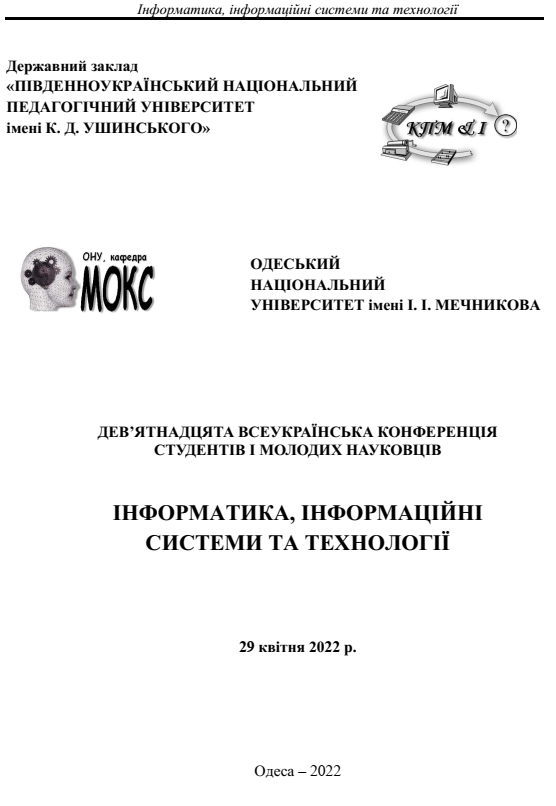 Інформатика, інформаційні системи та технології
Державний заклад
«ПІВДЕННОУКРАЇНСЬКИЙ НАЦІОНАЛЬНИЙ
ПЕДАГОГІЧНИЙ УНІВЕРСИТЕТ
імені К. Д. УШИНСЬКОГО»
КПМ & І ?
ОНУ, кафедра
МОКС
ОДЕСЬКИЙ
НАЦІОНАЛЬНИЙ
УНІВЕРСИТЕТ імені І. І. МЕЧНИКОВА
ДЕВ’ЯТНАДЦЯТА ВСЕУКРАЇНСЬКА КОНФЕРЕНЦІЯ
СТУДЕНТІВ І МОЛОДИХ НАУКОВЦІВ
ІНФОРМАТИКА, ІНФОРМАЦІЙНІ
СИСТЕМИ ТА ТЕХНОЛОГІЇ
29 квітня 2022 р.
Одеса – 2022